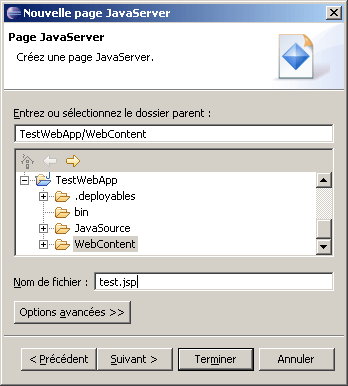 Nouvelle page JavaServer
Page JavaServer
Créez une page JavaServer.
Entrez ou sélectionnez le dossier parent :
TestWebApp/WebContent
TestWebApp
.deployables
bin
JavaSource
WebContent
Nom de fichier : test.jsp
Options avancées >>
< Précédent Suivant > Terminer Annuler